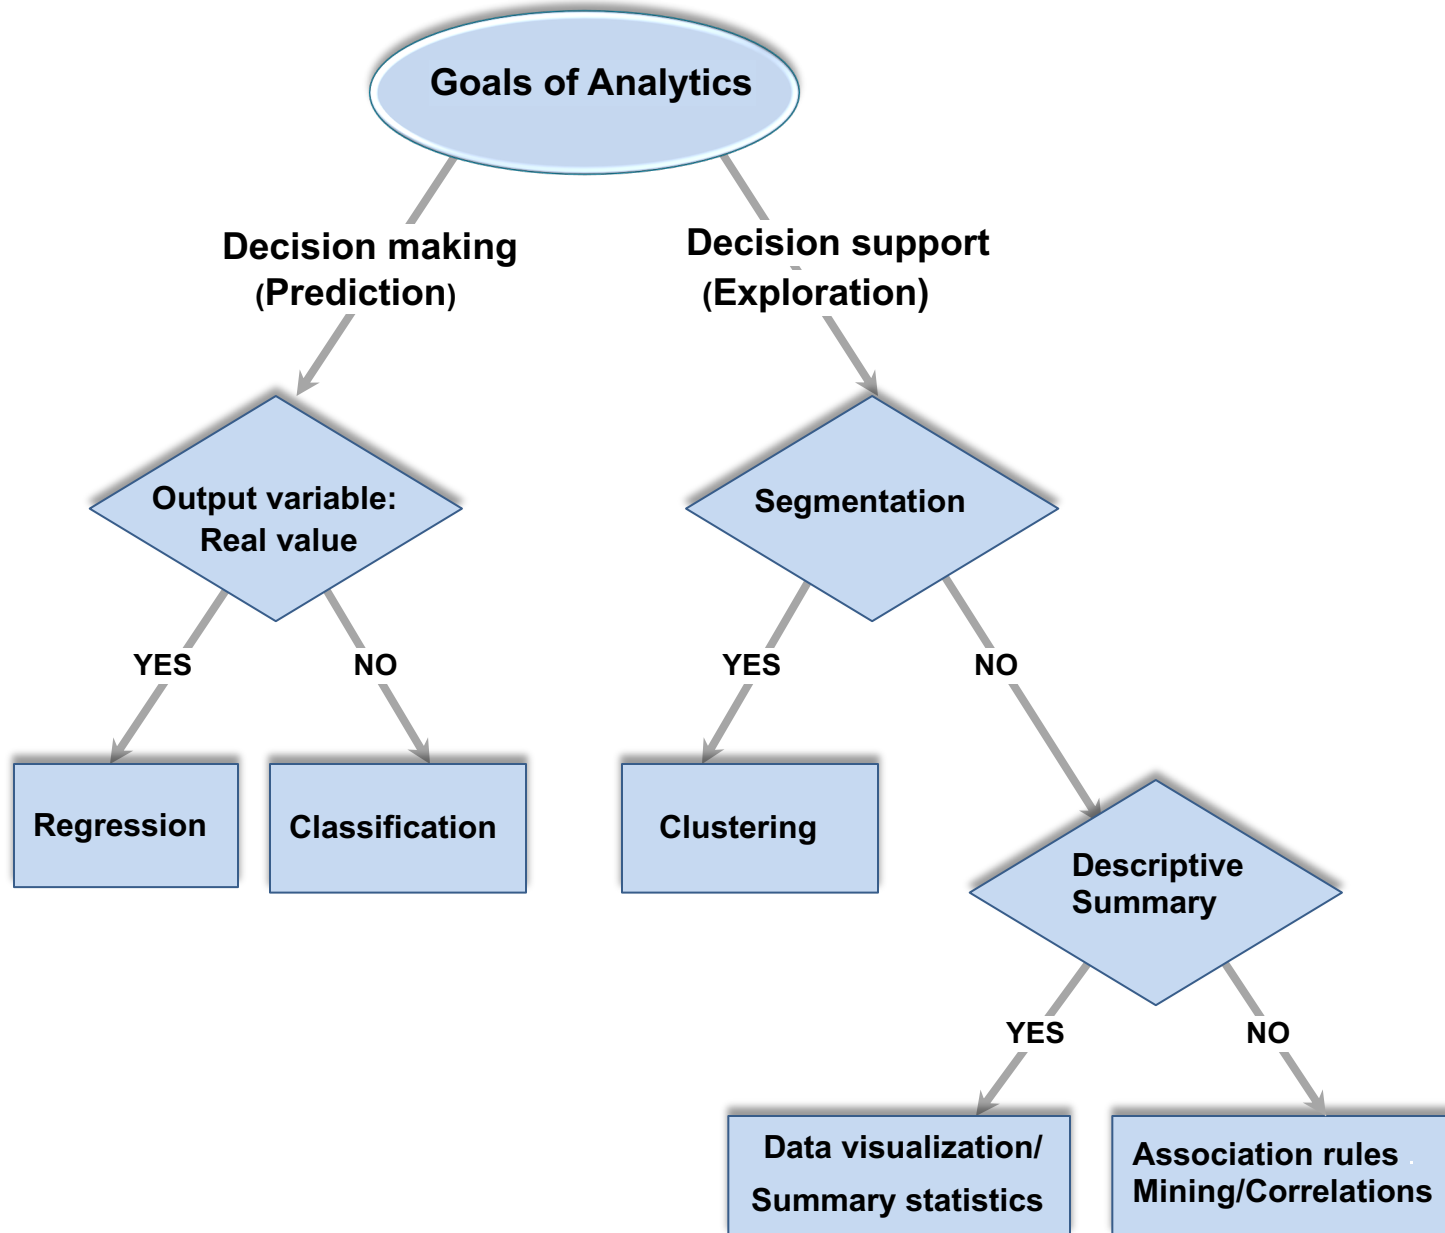 Goals of Analytics
Decision making
(Prediction)
Decision support
(Exploration)
Output variable:
Real value
Segmentation
YES
NO
YES
NO
Regression
Classification
Clustering
Descriptive
Summary
YES
NO
Data visualization/
Summary statistics
Association rules
Mining/Correlations